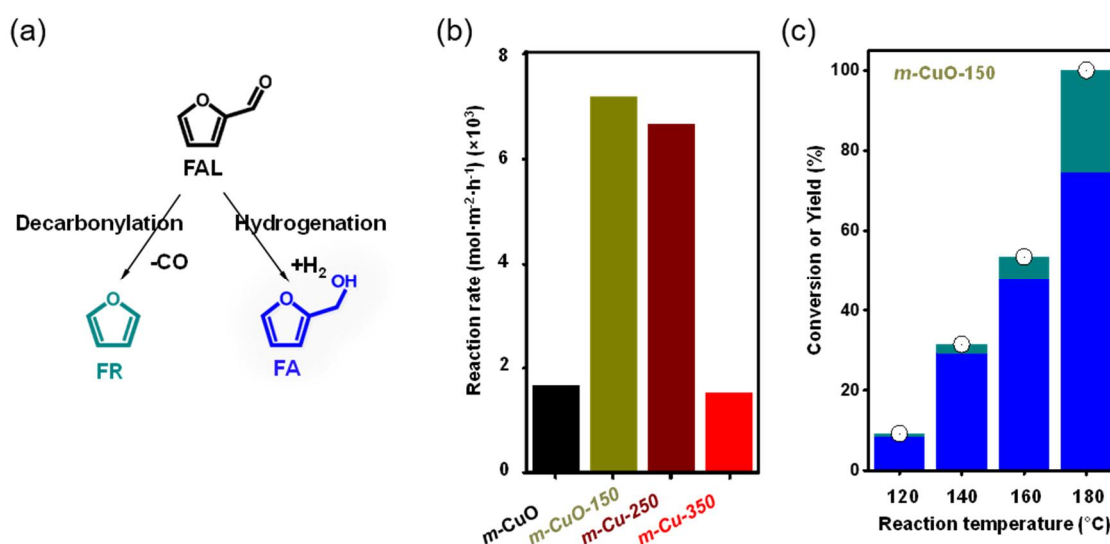 (a)
FAL
Decarbonylation
Hydrogenation
-CO
+H₂
OH
O
O
O
O
FR
FA
(b)
Reaction rate (mol·m⁻²·h⁻¹) (×10³)
8
6
4
2
0
m-CuO
m-CuO-150
m-Cu-250
m-Cu-350
(c)
m-CuO-150
Conversion or Yield (%)
100
80
60
40
20
0
120 140 160 180
Reaction temperature (°C)